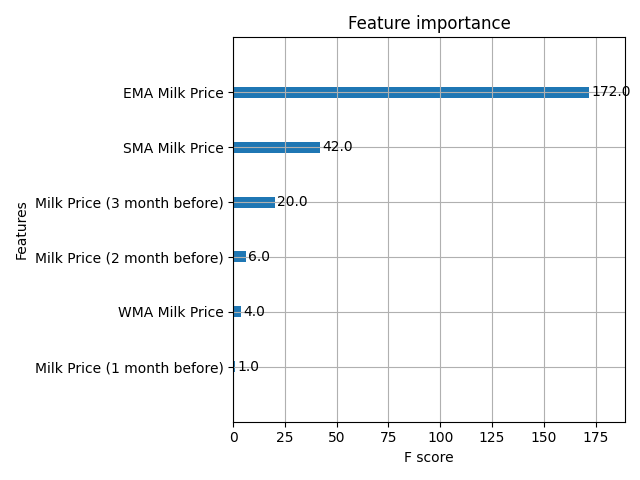 Feature importance
Features
EMA Milk Price
172.0
SMA Milk Price
42.0
Milk Price (3 month before)
20.0
Milk Price (2 month before)
6.0
WMA Milk Price
4.0
Milk Price (1 month before)
1.0
0 25 50 75 100 125 150 175
F score